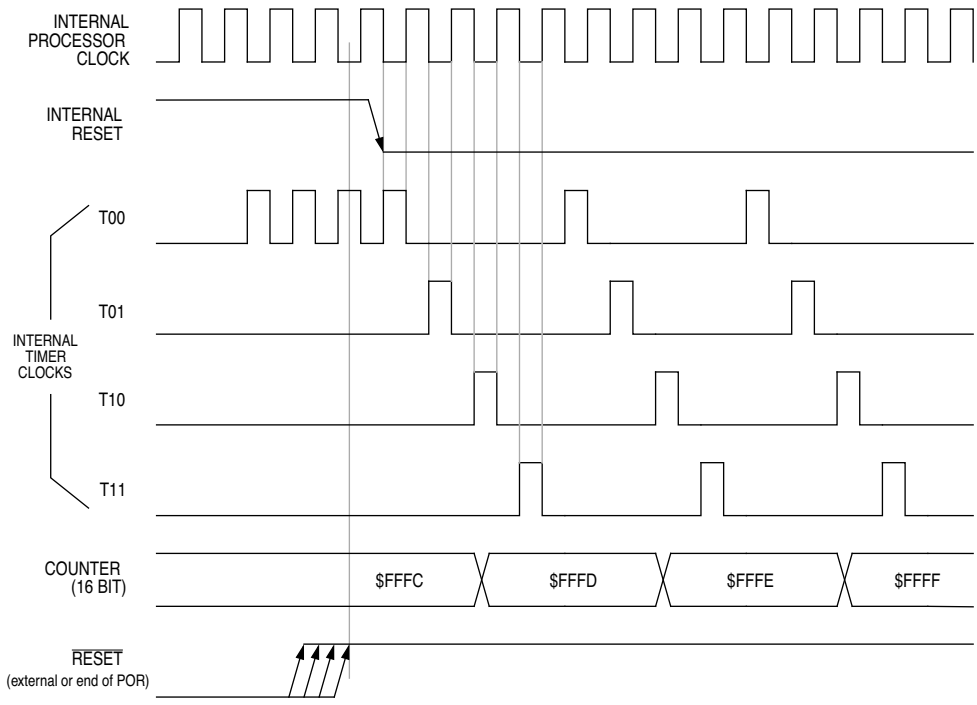 INTERNAL
PROCESSOR
CLOCK
INTERNAL
RESET
T00
T01
INTERNAL
TIMER
CLOCKS
T10
T11
COUNTER
(16 BIT)
$FFFC
$FFFD
$FFFE
$FFFF
RESET
(external or end of POR)